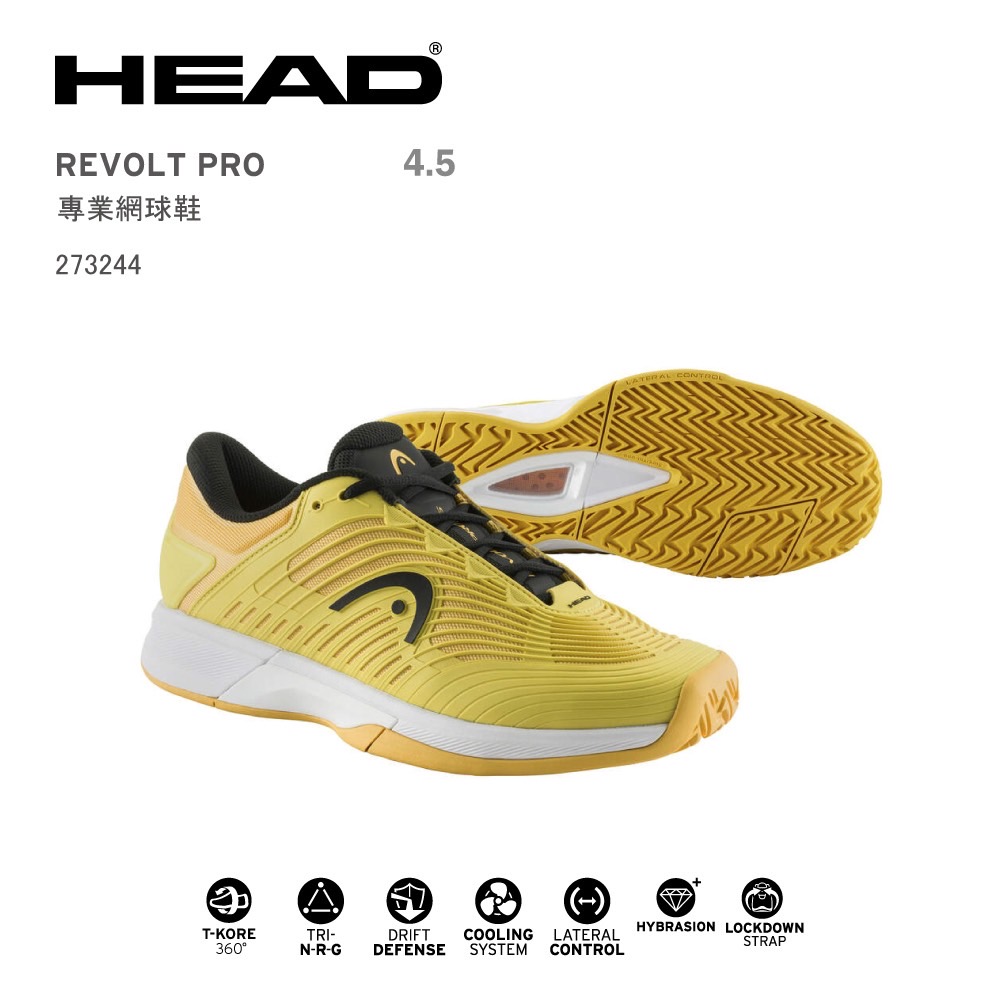 HEAD®
REVOLT PRO 4.5
專業網球鞋
273244
LATERAL CONTROL
HEAD
T-KORE
360°
TRI-
N-R-G
DRIFT
DEFENSE
COOLING
SYSTEM
LATERAL
CONTROL
HYBRASION
+
LOCKDOWN
STRAP